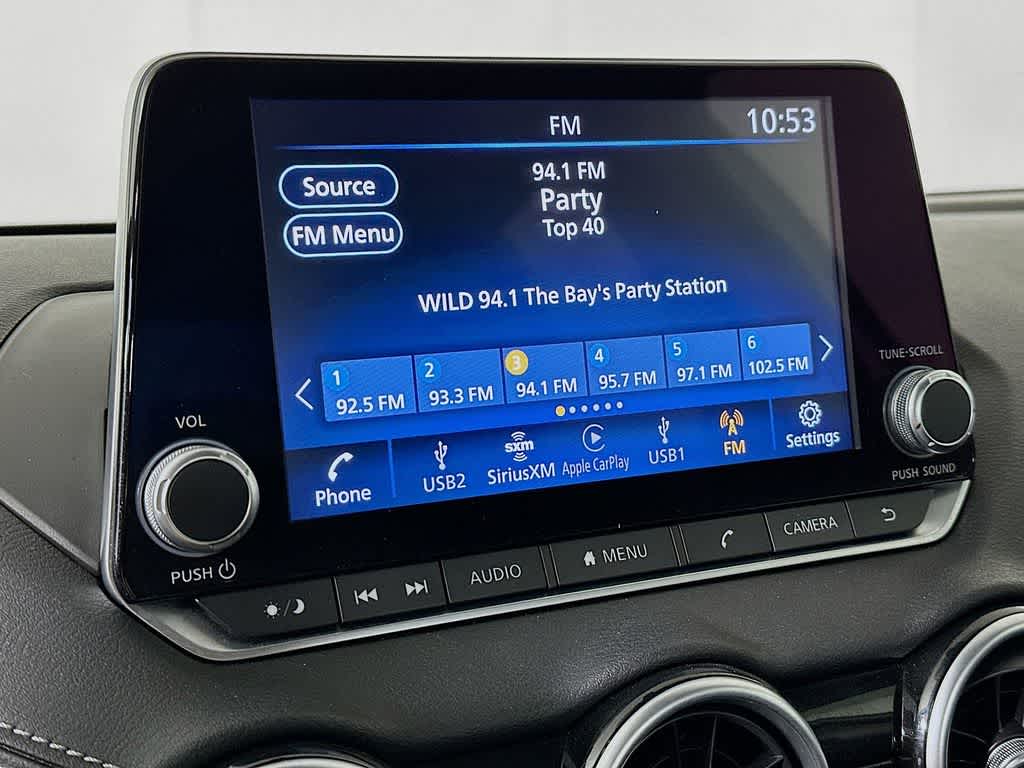 FM
10:53
Source
FM Menu
94.1 FM
Party
Top 40
WILD 94.1 The Bay's Party Station
1
92.5 FM
2
93.3 FM
3
94.1 FM
4
95.7 FM
5
97.1 FM
6
102.5 FM
Phone
USB2
sxm
SiriusXM
Apple CarPlay
USB1
FM
Settings
VOL
PUSH
TUNE·SCROLL
PUSH SOUND
AUDIO
MENU
CAMERA